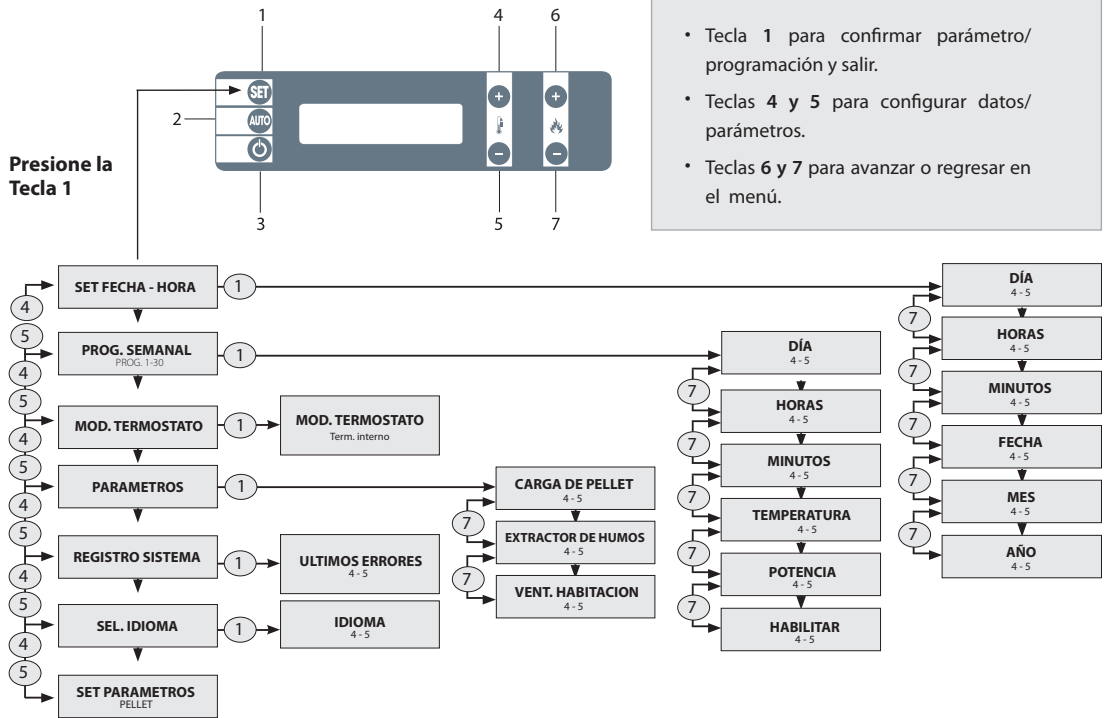 1
4
6
SET
AUTO
2
3
5
7
Presione la
Tecla 1
• Tecla 1 para confirmar parámetro/
programación y salir.
• Teclas 4 y 5 para configurar datos/
parámetros.
• Teclas 6 y 7 para avanzar o regresar en
el menú.
SET FECHA - HORA
1
PROG. SEMANAL
PROG. 1-30
1
MOD. TERMOSTATO
1
MOD. TERMOSTATO
Term. interno
PARAMETROS
1
REGISTRO SISTEMA
1
ULTIMOS ERRORES
4 - 5
SEL. IDIOMA
1
IDIOMA
4 - 5
SET PARAMETROS
PELLET
4
5
4
5
4
5
4
5
4
5
4
5
CARGA DE PELLET
4 - 5
7
EXTRACTOR DE HUMOS
4 - 5
7
VENT. HABITACION
4 - 5
DÍA
4 - 5
7
HORAS
4 - 5
7
MINUTOS
4 - 5
7
TEMPERATURA
4 - 5
7
POTENCIA
4 - 5
7
HABILITAR
4 - 5
DÍA
4 - 5
7
HORAS
4 - 5
7
MINUTOS
4 - 5
7
FECHA
4 - 5
7
MES
4 - 5
7
AÑO
4 - 5